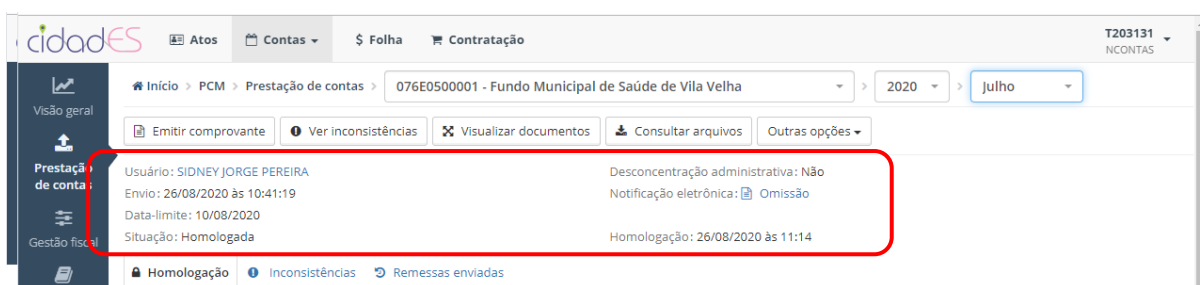 cidadES Atos Contas $ Folha Contratação T203131
NCONTAS
Visão geral
Prestação
de contas
Gestão fiscal
Início > PCM > Prestação de contas > 076E0500001 - Fundo Municipal de Saúde de Vila Velha > 2020 > Julho
Emitir comprovante Ver inconsistências Visualizar documentos Consultar arquivos Outras opções
Usuário: SIDNEY JORGE PEREIRA Desconcentração administrativa: Não
Envio: 26/08/2020 às 10:41:19 Notificação eletrônica: Omissão
Data-limite: 10/08/2020
Situação: Homologada Homologação: 26/08/2020 às 11:14
Homologação Inconsistências Remessas enviadas